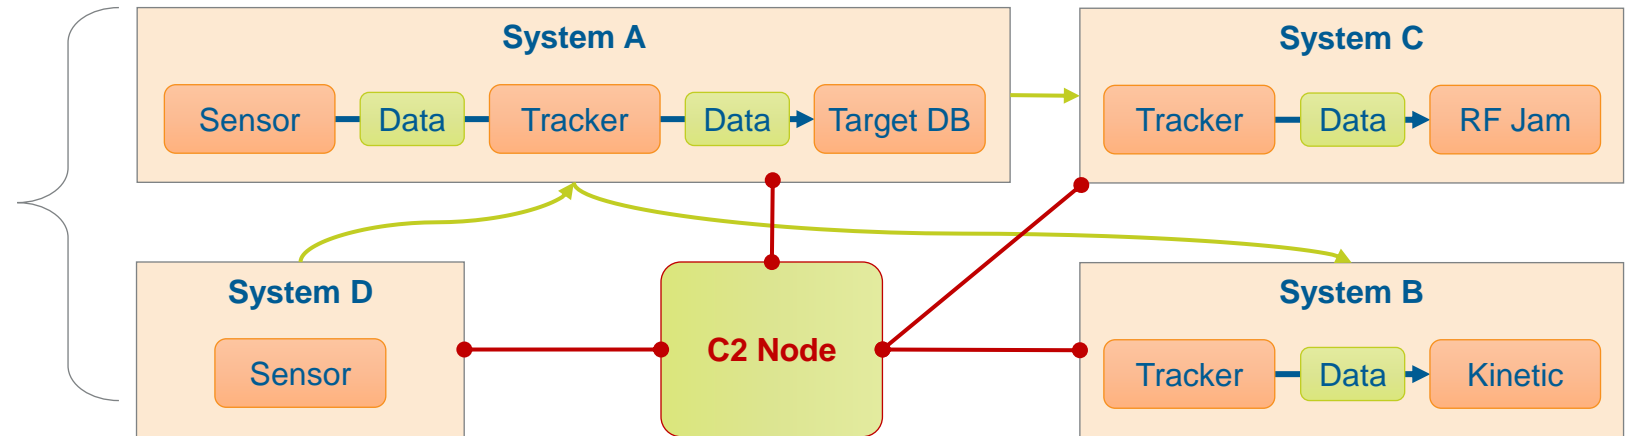 System A
Sensor Data Tracker Data Target DB
System C
Tracker Data RF Jam
System D
Sensor
C2 Node
System B
Tracker Data Kinetic